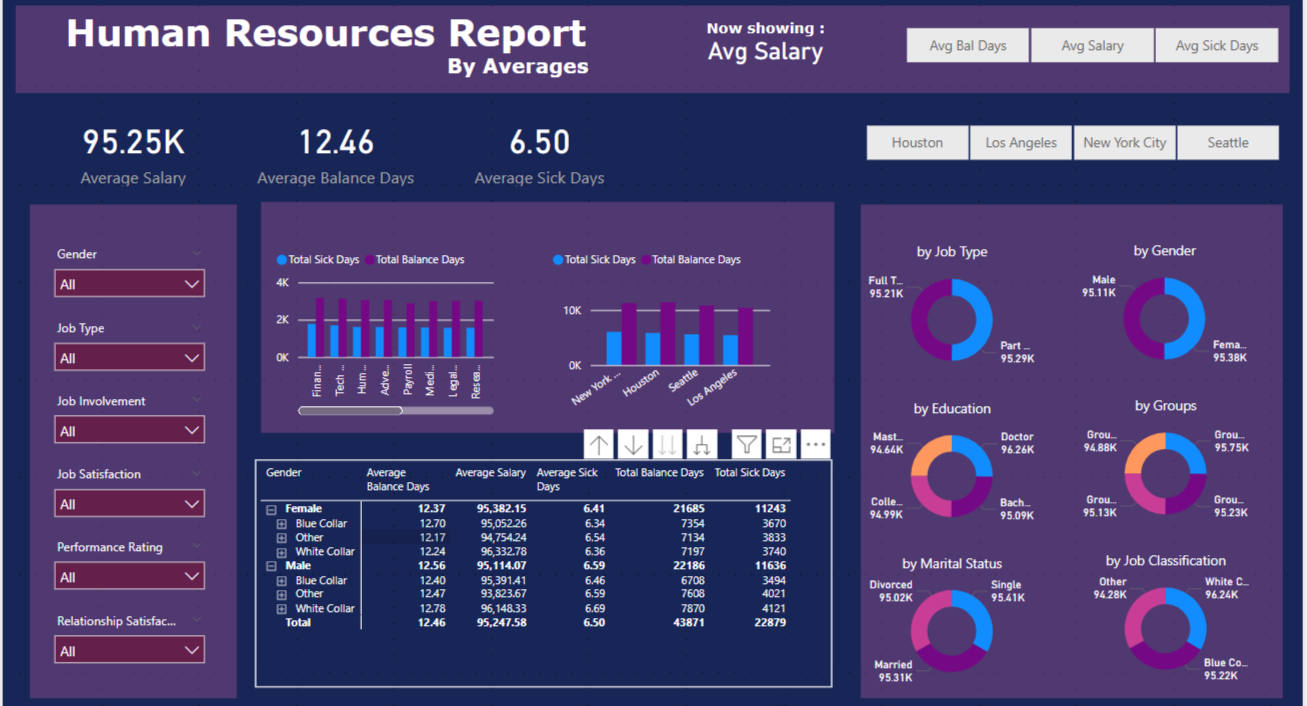 Human Resources Report
By Averages
Now showing :
Avg Salary
Avg Bal Days
Avg Salary
Avg Sick Days
95.25K
Average Salary
12.46
Average Balance Days
6.50
Average Sick Days
Houston
Los Angeles
New York City
Seattle
Gender
All
Job Type
All
Job Involvement
All
Job Satisfaction
All
Performance Rating
All
Relationship Satisfac...
All
Total Sick Days Total Balance Days
4K
2K
0K
Finan...
Tech ...
Hum...
Adve...
Payroll
Medi...
Legal...
Resea...
Total Sick Days Total Balance Days
10K
0K
New York ...
Houston
Seattle
Los Angeles
Gender Average Balance Days Average Salary Average Sick Days Total Balance Days Total Sick Days
Female 12.37 95,382.15 6.41 21685 11243
Blue Collar 12.70 95,052.26 6.34 7354 3670
Other 12.17 94,754.24 6.54 7134 3833
White Collar 12.24 96,332.78 6.36 7197 3740
Male 12.56 95,114.07 6.59 22186 11636
Blue Collar 12.40 95,391.41 6.46 6708 3494
Other 12.47 93,823.67 6.59 7608 4021
White Collar 12.78 96,148.33 6.69 7870 4121
Total 12.46 95,247.58 6.50 43871 22879
by Job Type
Full T...
95.21K
Part ...
95.29K
by Gender
Male
95.11K
Fema...
95.38K
by Education
Mast...
94.64K
Doctor
96.26K
Colle...
94.99K
Bach...
95.09K
by Groups
Grou...
94.88K
Grou...
95.75K
Grou...
95.13K
Grou...
95.23K
by Marital Status
Divorced
95.02K
Single
95.41K
Married
95.31K
by Job Classification
Other
94.28K
White C...
96.24K
Blue Co...
95.22K